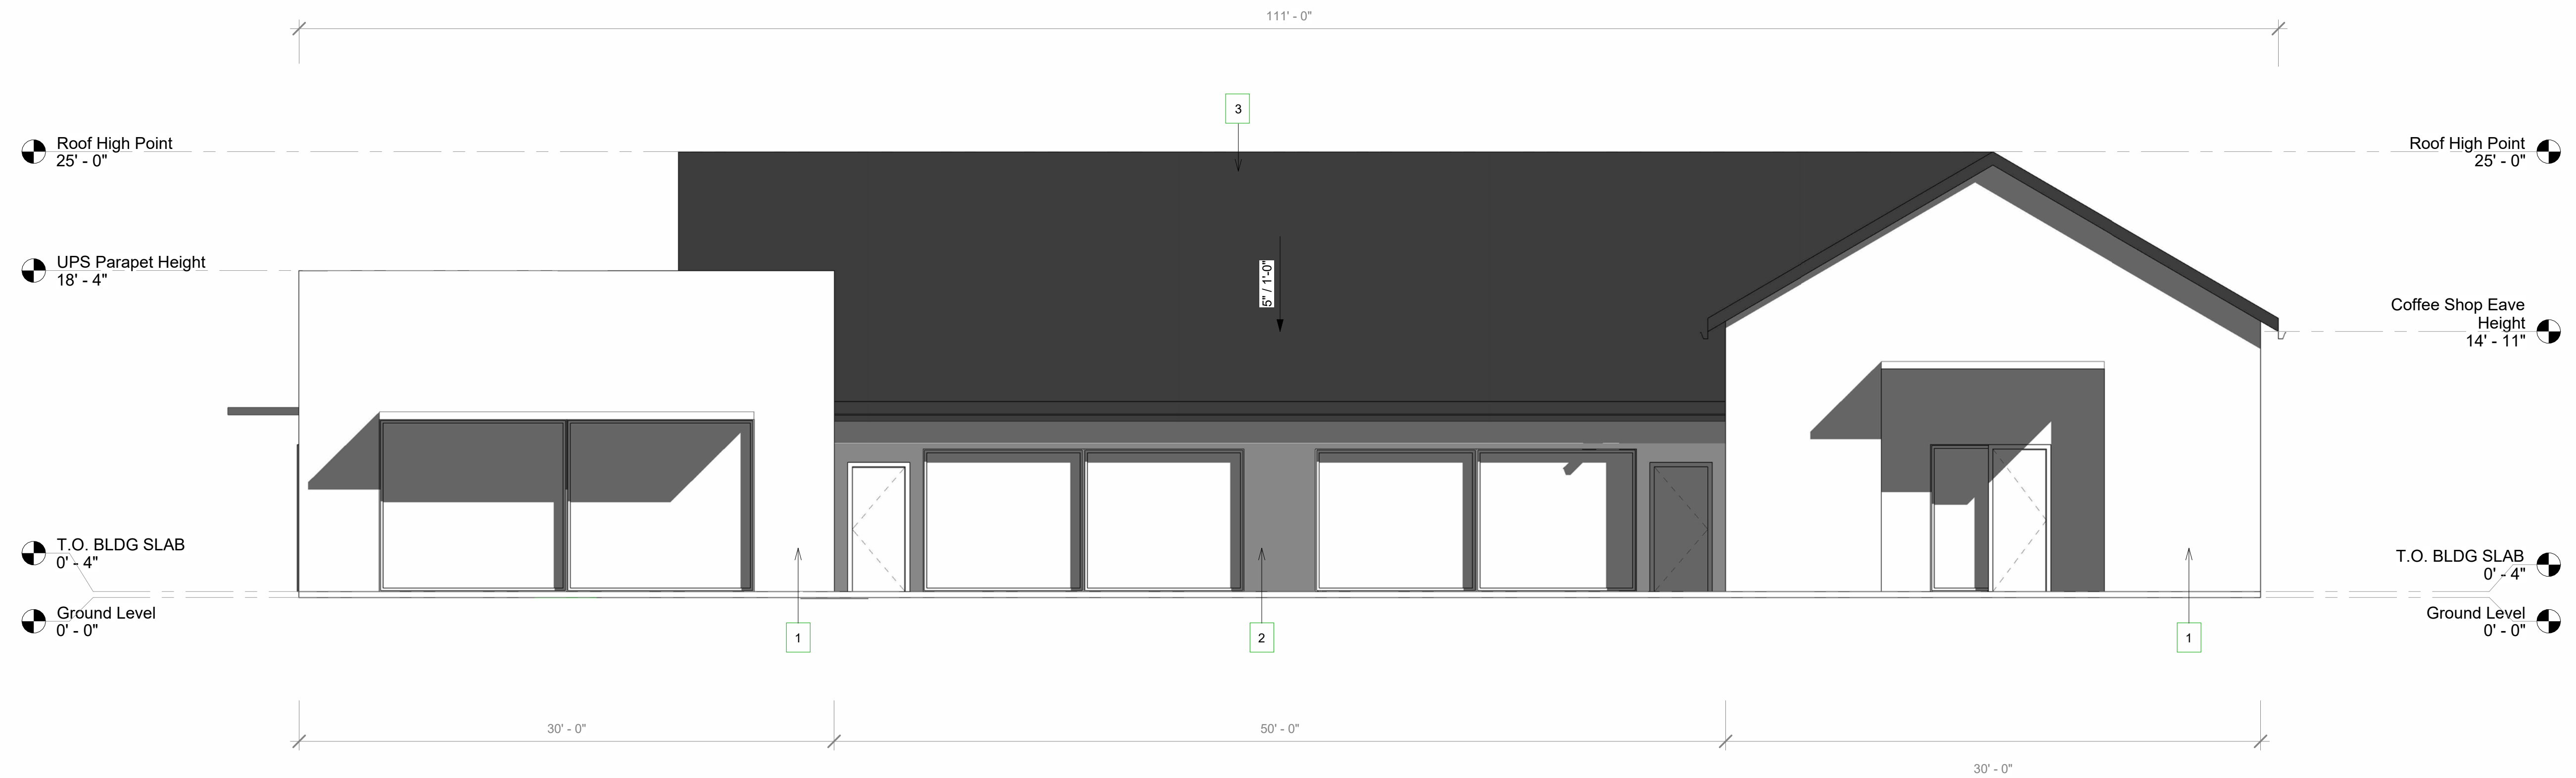 111' - 0"
3
Roof High Point
25' - 0"
Roof High Point
25' - 0"
UPS Parapet Height
18' - 4"
5" / 1'-0"
Coffee Shop Eave
Height
14' - 11"
T.O. BLDG SLAB
0' - 4"
T.O. BLDG SLAB
0' - 4"
Ground Level
0' - 0"
Ground Level
0' - 0"
1
2
1
30' - 0"
50' - 0"
30' - 0"